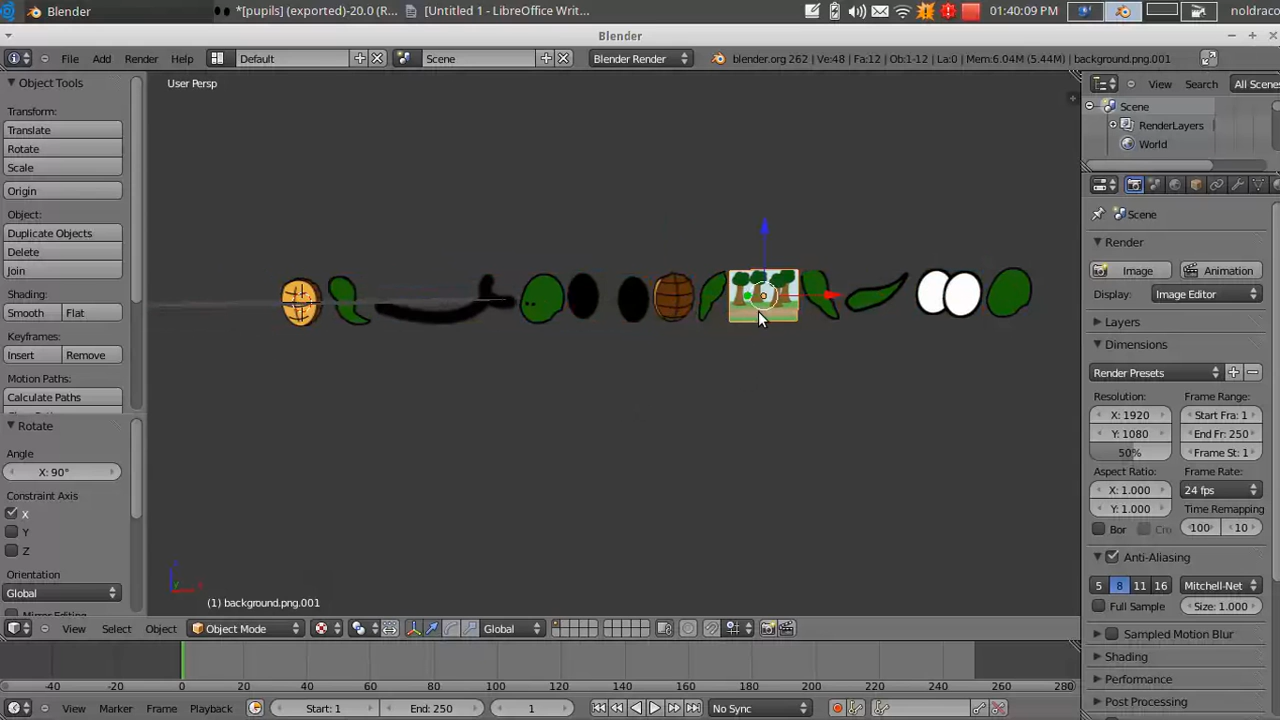 Blender
*[pupils] (exported)-20.0 (R...
[Untitled 1 - LibreOffice Writ...
01:40:09 PM
noldraco
Blender
File
Add
Render
Help
Default
Scene
Blender Render
blender.org 262 | Ve:48 | Fa:12 | Ob:1-12 | La:0 | Mem:6.04M (5.44M) | background.png.001
Object Tools
Transform:
Translate
Rotate
Scale
Origin
Object:
Duplicate Objects
Delete
Join
Shading:
Smooth
Flat
Keyframes:
Insert
Remove
Motion Paths:
Calculate Paths
Rotate
Angle
X: 90°
Constraint Axis
X
Y
Z
Orientation
Global
User Persp
(1) background.png.001
View
Select
Object
Object Mode
Global
-40 -20 0 20 40 60 80 100 120 140 160 180 200 220 240 260 280
View
Marker
Frame
Playback
Start: 1
End: 250
1
No Sync
View
Search
All Scenes
Scene
RenderLayers
World
Scene
Render
Image
Animation
Display:
Image Editor
Layers
Dimensions
Render Presets
Resolution:
Frame Range:
X: 1920
Start Fra: 1
Y: 1080
End Fr: 250
50%
Frame St: 1
Aspect Ratio:
Frame Rate:
X: 1.000
24 fps
Y: 1.000
Time Remapping
Bor
Cro
100
10
Anti-Aliasing
5
8
11
16
Mitchell-Net
Full Sample
Size: 1.000
Sampled Motion Blur
Shading
Performance
Post Processing